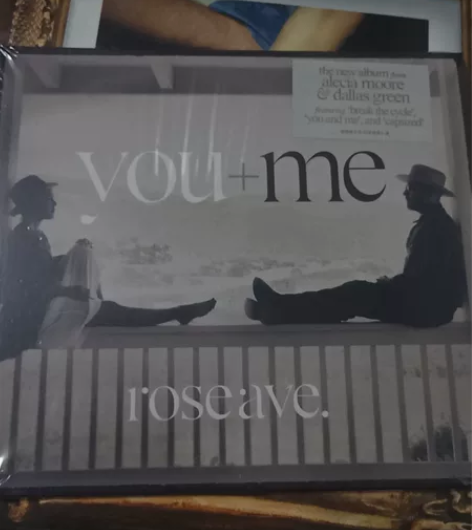 the new album from
alecia moore
& dallas green
featuring 'break the cycle',
'you and me', and 'captured'
you+me
rose ave.